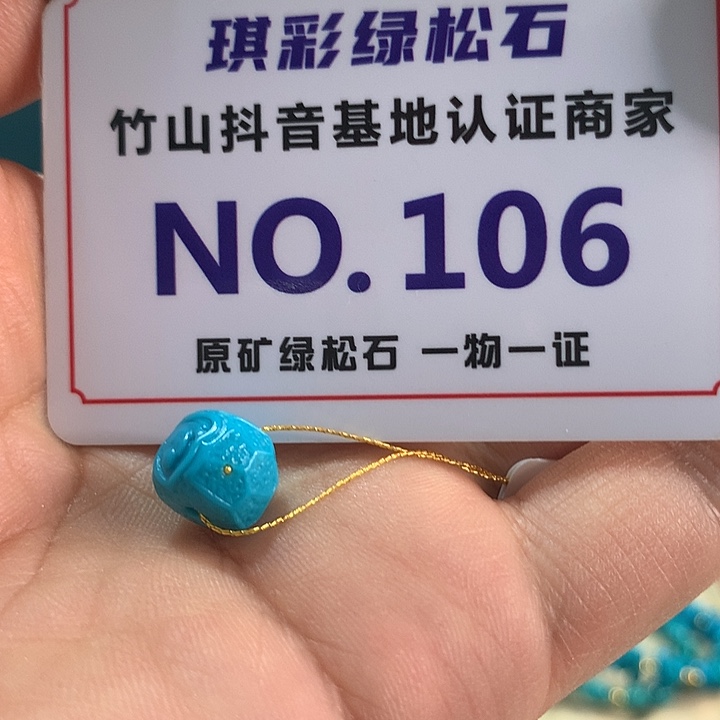 琪彩绿松石
竹山抖音基地认证商家
NO.106
原矿绿松石 一物一证